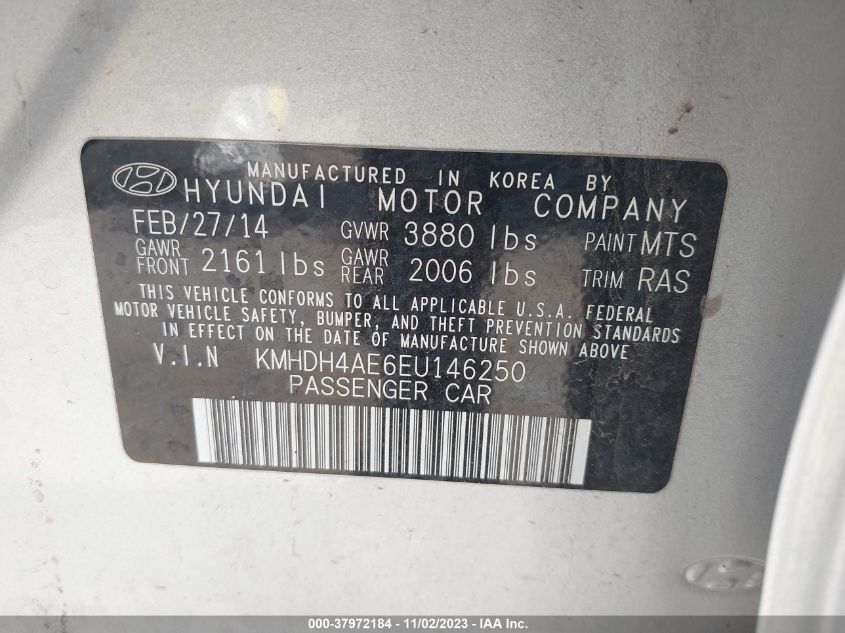 MANUFACTURED IN KOREA BY
HYUNDAI MOTOR COMPANY
FEB/27/14 GVWR 3880 lbs PAINT MTS
GAWR FRONT 2161 lbs GAWR REAR 2006 lbs TRIM RAS
THIS VEHICLE CONFORMS TO ALL APPLICABLE U.S.A. FEDERAL
MOTOR VEHICLE SAFETY, BUMPER, AND THEFT PREVENTION STANDARDS
IN EFFECT ON THE DATE OF MANUFACTURE SHOWN ABOVE
V.I.N KMHDH4AE6EU146250
PASSENGER CAR
000-37972184 - 11/02/2023 - IAA Inc.